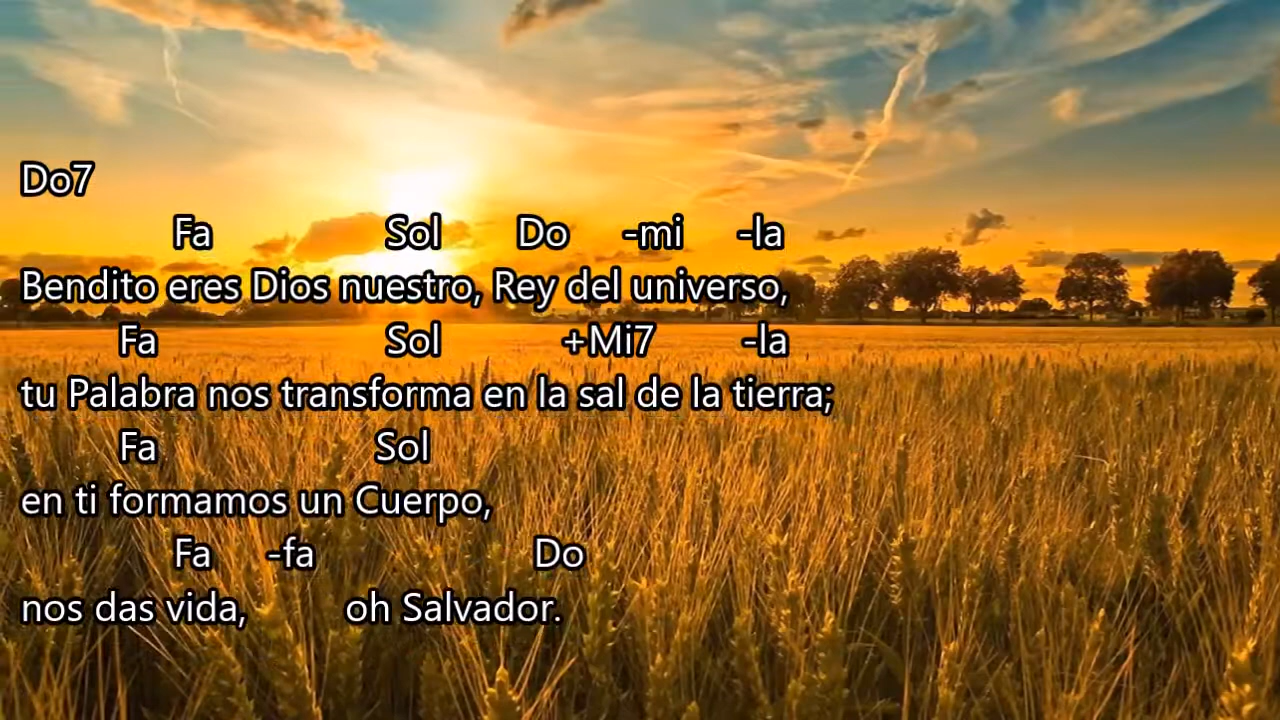 Do7
Fa Sol Do -mi -la
Bendito eres Dios nuestro, Rey del universo,
Fa Sol +Mi7 -la
tu Palabra nos transforma en la sal de la tierra;
Fa Sol
en ti formamos un Cuerpo,
Fa -fa Do
nos das vida, oh Salvador.